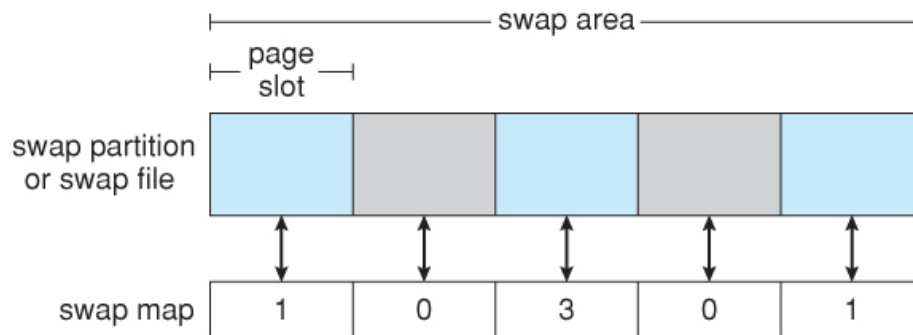 swap area
page
slot
swap partition
or swap file
swap map 1 0 3 0 1